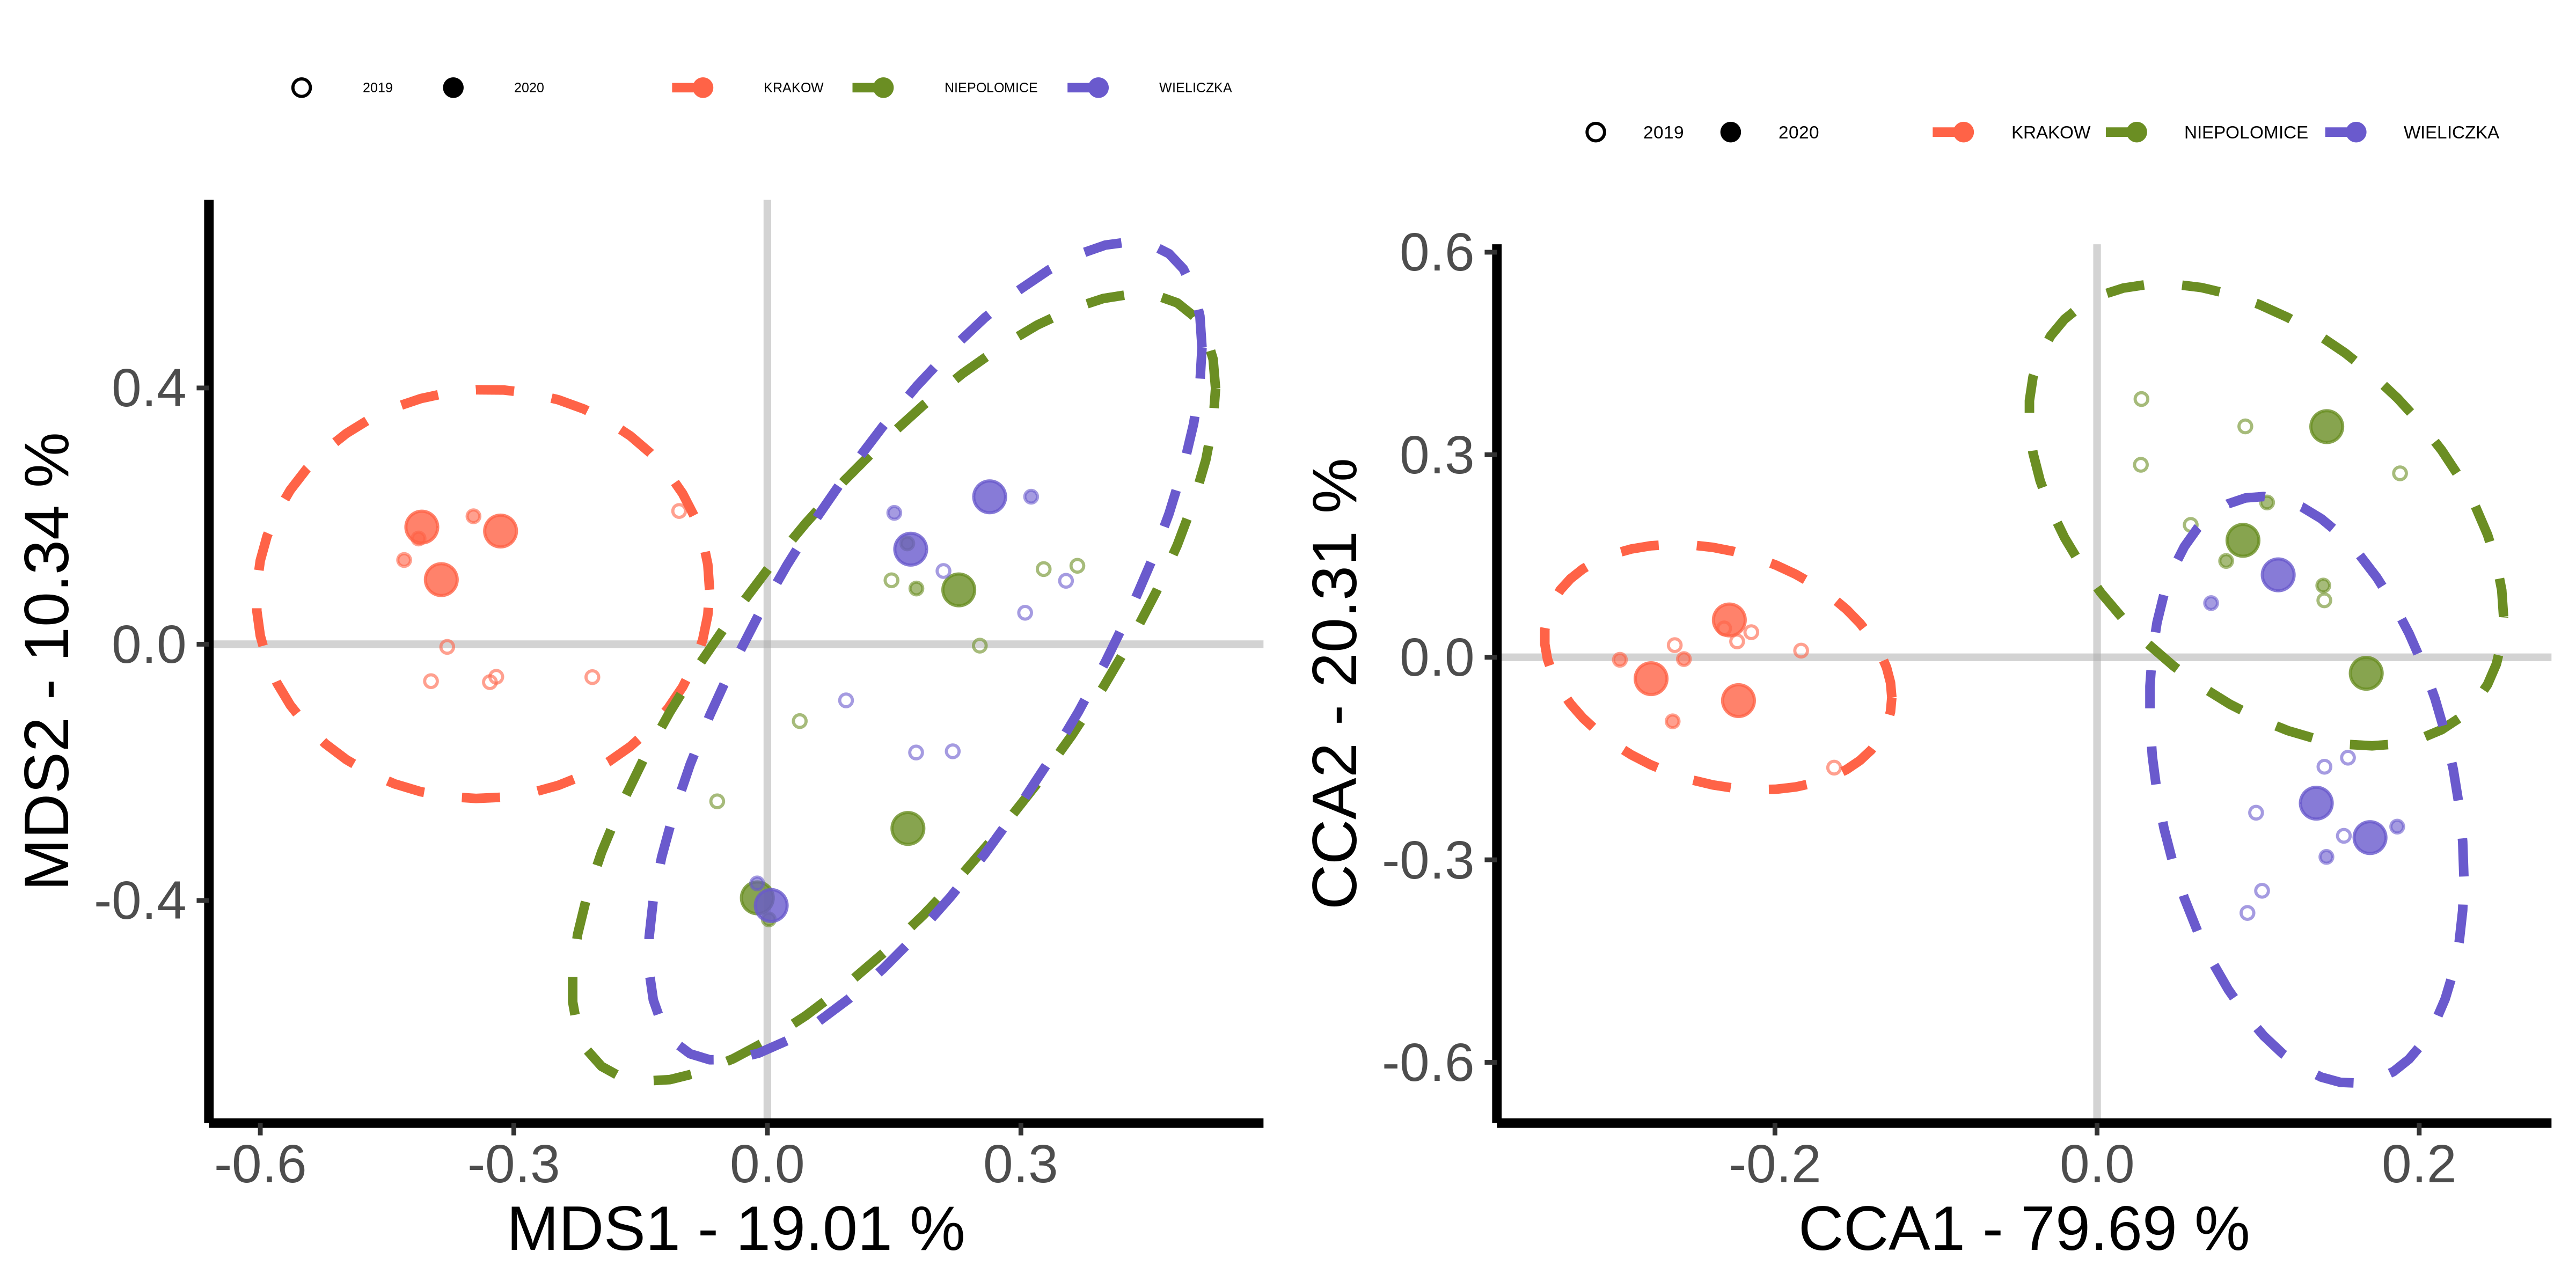 2019 2020 KRAKOW NIEPOLOMICE WIELICZKA
MDS2 - 10.34 %
0.4
0.0
-0.4
-0.6 -0.3 0.0 0.3
MDS1 - 19.01 %
2019 2020 KRAKOW NIEPOLOMICE WIELICZKA
CCA2 - 20.31 %
0.6
0.3
0.0
-0.3
-0.6
-0.2 0.0 0.2
CCA1 - 79.69 %